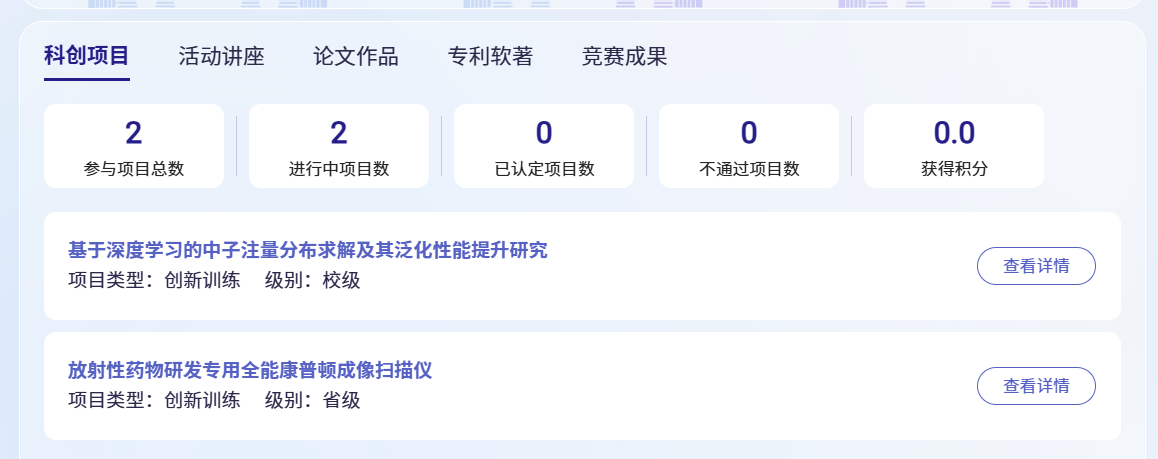 科创项目 活动讲座 论文作品 专利软著 竞赛成果
2 2 0 0 0.0
参与项目总数 进行中项目数 已认定项目数 不通过项目数 获得积分
基于深度学习的中子注量分布求解及其泛化性能提升研究
项目类型：创新训练 级别：校级
查看详情
放射性药物研发专用全能康普顿成像扫描仪
项目类型：创新训练 级别：省级
查看详情